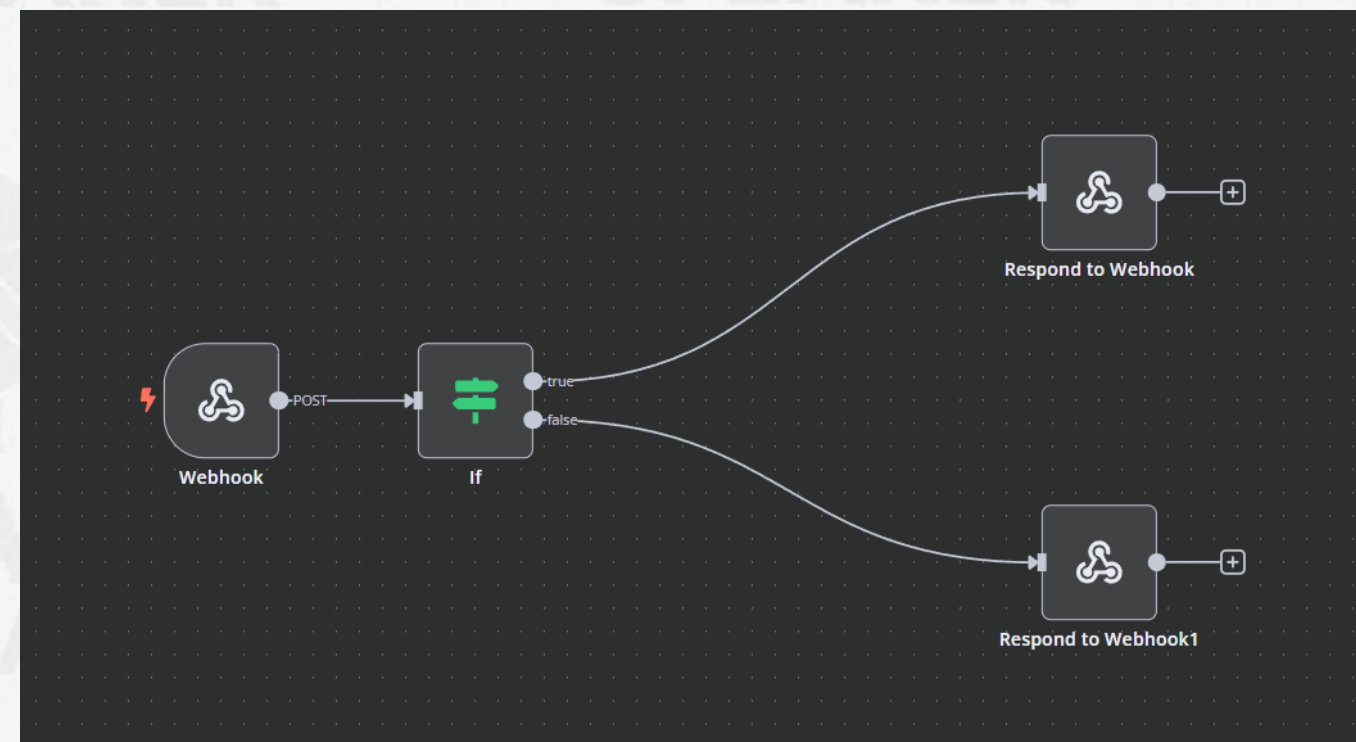 Respond to Webhook
POST
true
false
Webhook
If
Respond to Webhook1